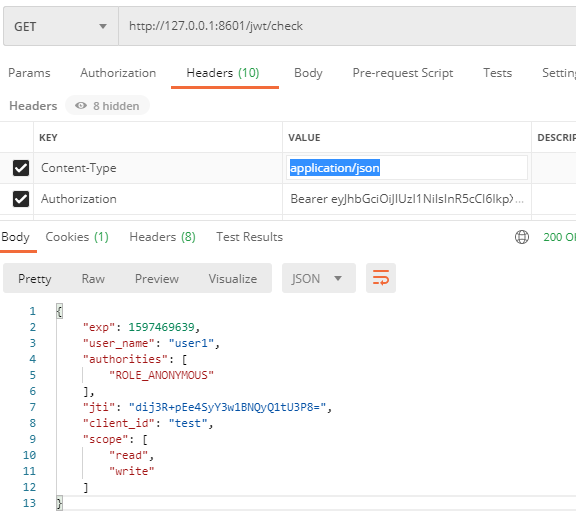 GET http://127.0.0.1:8601/jwt/check
Params Authorization Headers (10) Body Pre-request Script Tests Settin
Headers 8 hidden
KEY VALUE DESCRIP
Content-Type application/json
Authorization Bearer eyJhbGciOiJIUzI1NiIsInR5cCI6IkpX...
Body Cookies (1) Headers (8) Test Results 200 OK
Pretty Raw Preview Visualize JSON
1 {
2 "exp": 1597469639,
3 "user_name": "user1",
4 "authorities": [
5 "ROLE_ANONYMOUS"
6 ],
7 "jti": "dij3R+pEe4SyY3w1BNQyQ1tU3P8=",
8 "client_id": "test",
9 "scope": [
10 "read",
11 "write"
12 ]
13 }